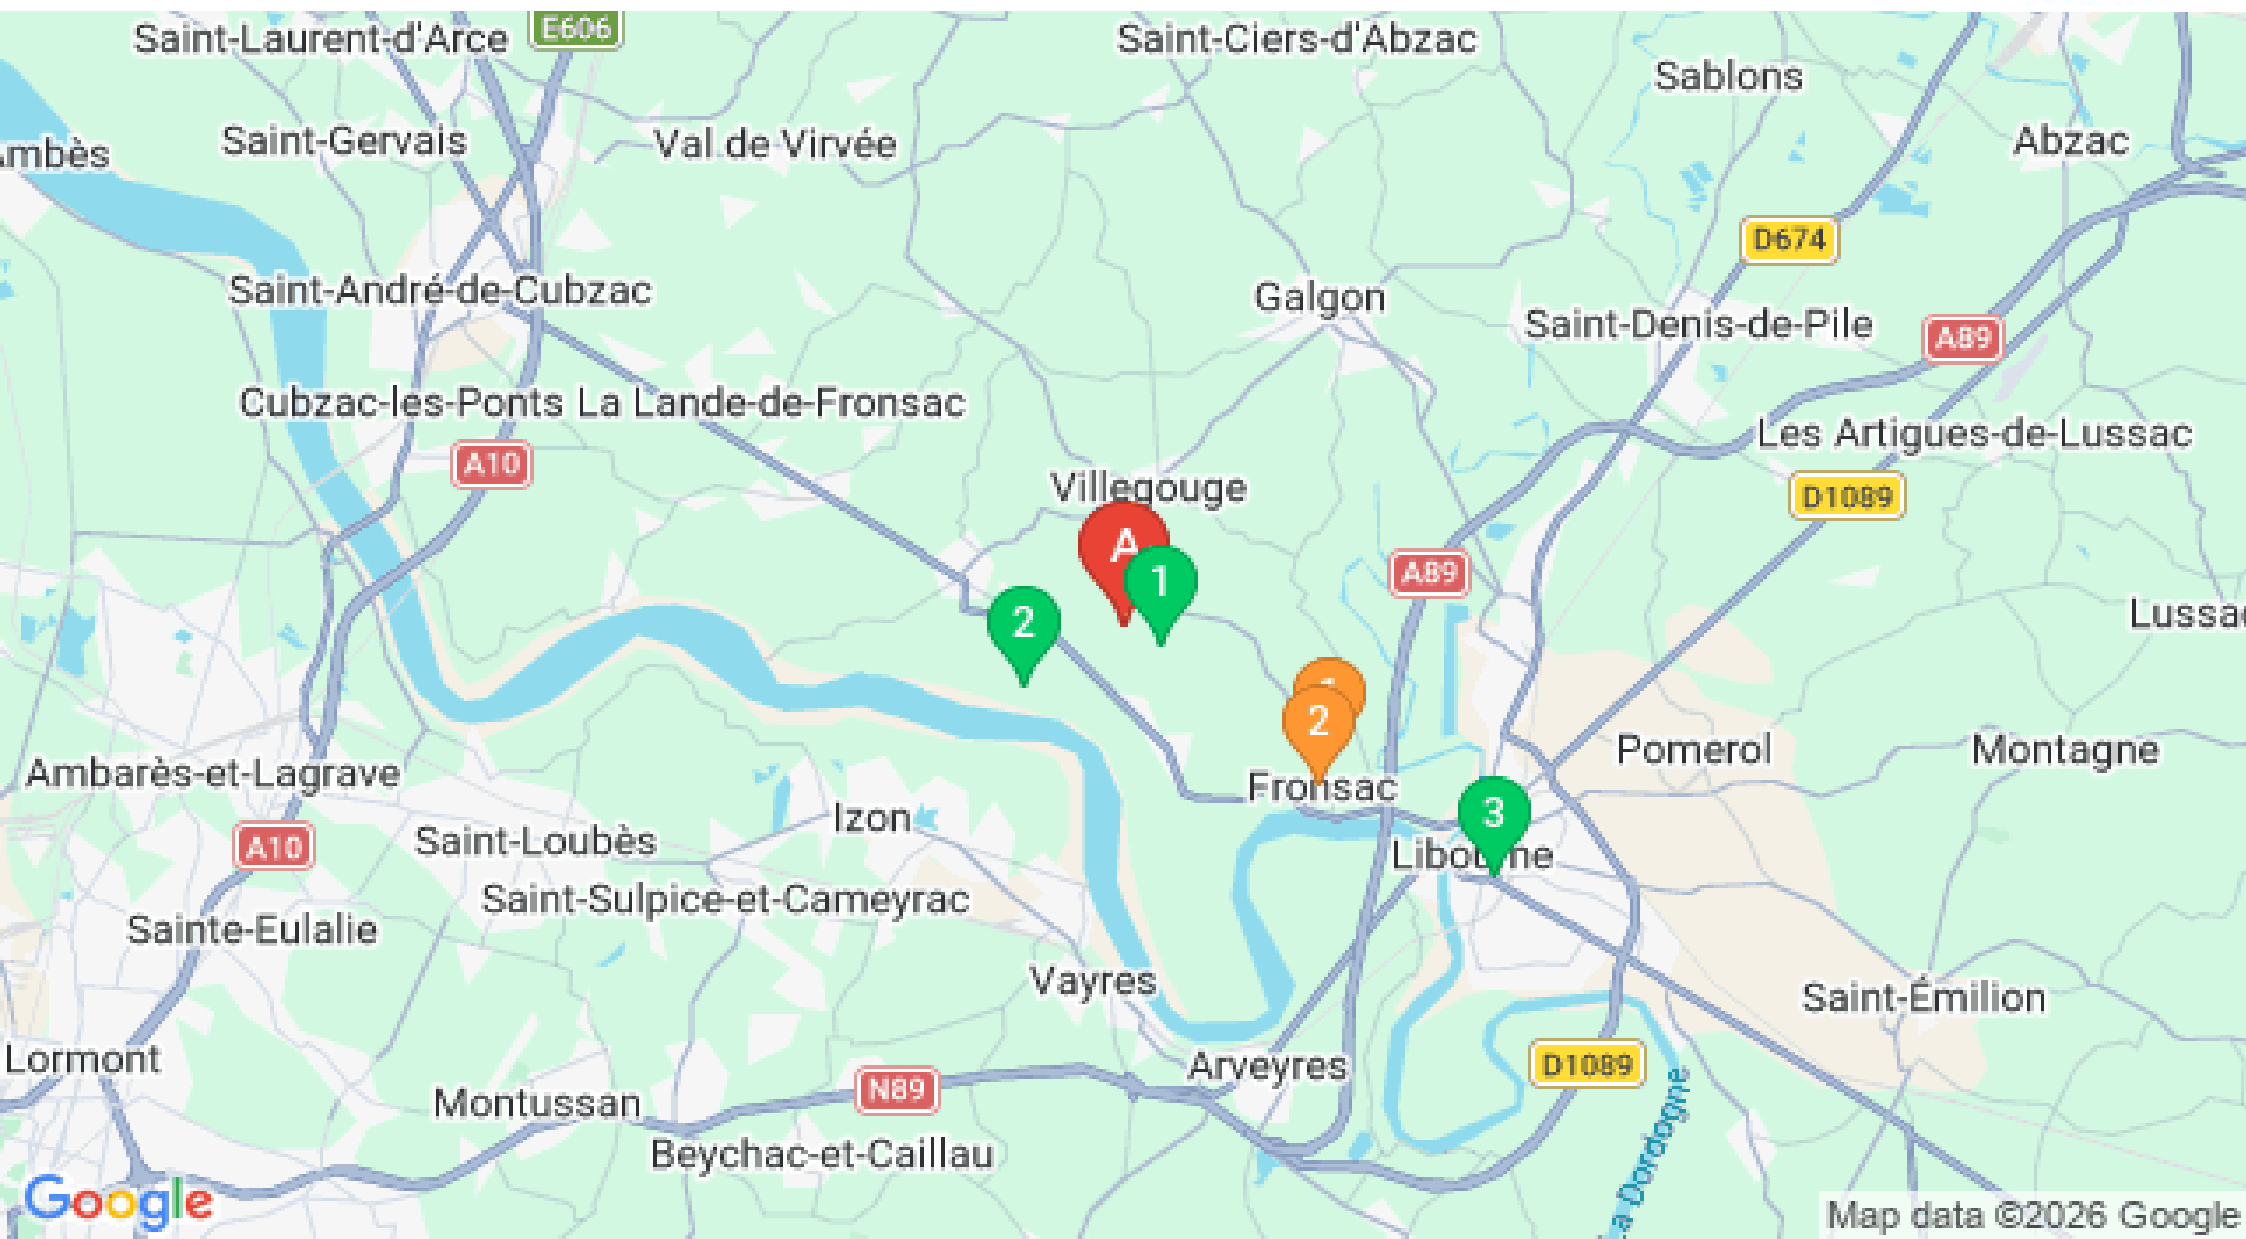 Saint-Laurent-d'Arce
E606
Saint-Ciers-d'Abzac
Sablons
Saint-Gervais
Val de Virvée
Abzac
mbès
D674
Saint-André-de-Cubzac
Galgon
Saint-Denis-de-Pile
A89
Cubzac-les-Ponts
La Lande-de-Fronsac
Les Artigues-de-Lussac
A10
Villegouge
D1089
A
1
A89
2
Lussa
2
Fronsac
Pomerol
Montagne
Ambarès-et-Lagrave
Izon
3
Saint-Loubès
A10
Libourne
Saint-Sulpice-et-Cameyrac
Sainte-Eulalie
Vayres
Saint-Émilion
Lormont
Arveyres
D1089
N89
Montussan
Beychac-et-Caillau
a Dordogne
Google
Map data ©2026 Google